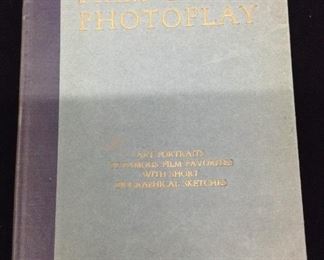 PHOTOPLAY
ART PORTRAITS
OF FAMOUS FILM FAVORITES
WITH SHORT
BIOGRAPHICAL SKETCHES